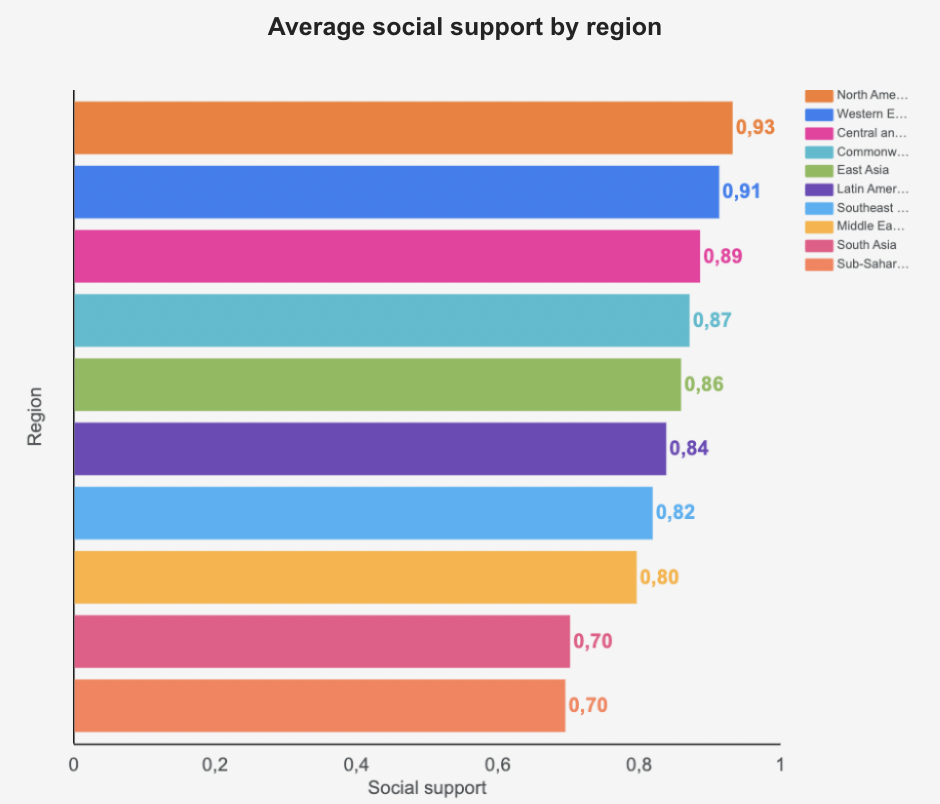 Average social support by region
North Ame...
Western E...
Central an...
Commonw...
East Asia
Latin Amer...
Southeast ...
Middle Ea...
South Asia
Sub-Sahar...
0,93
0,91
0,89
0,87
0,86
0,84
0,82
0,80
0,70
0,70
Region
0 0,2 0,4 0,6 0,8 1
Social support